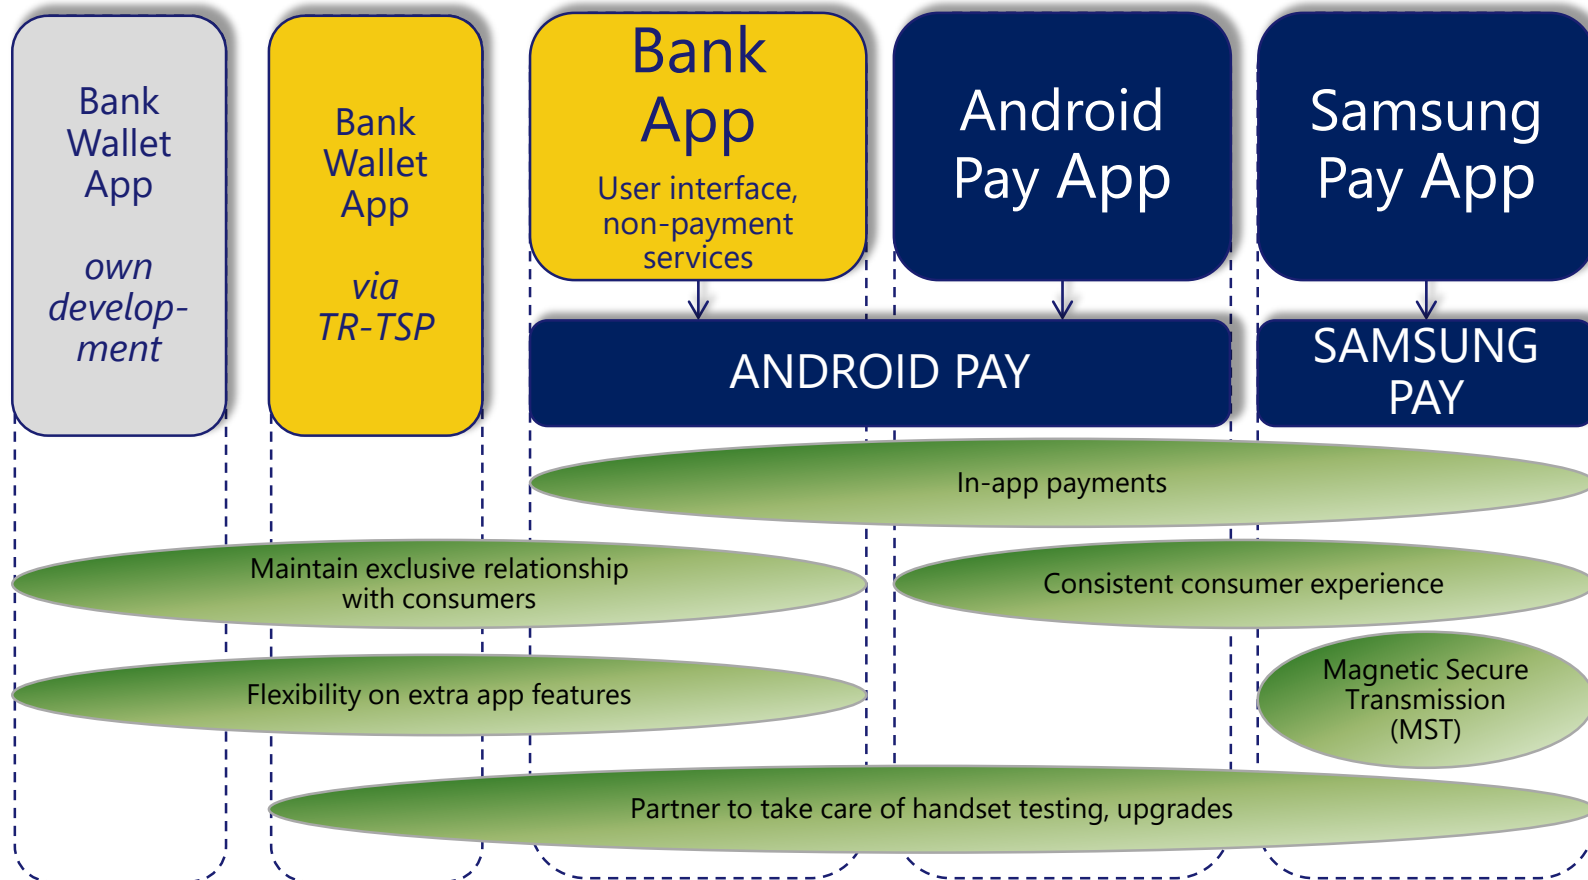 Bank
Wallet
App
own
develop-
ment
Bank
Wallet
App
via
TR-TSP
Bank
App
User interface,
non-payment
services
Android
Pay App
Samsung
Pay App
ANDROID PAY
SAMSUNG
PAY
In-app payments
Maintain exclusive relationship
with consumers
Consistent consumer experience
Flexibility on extra app features
Magnetic Secure
Transmission
(MST)
Partner to take care of handset testing, upgrades